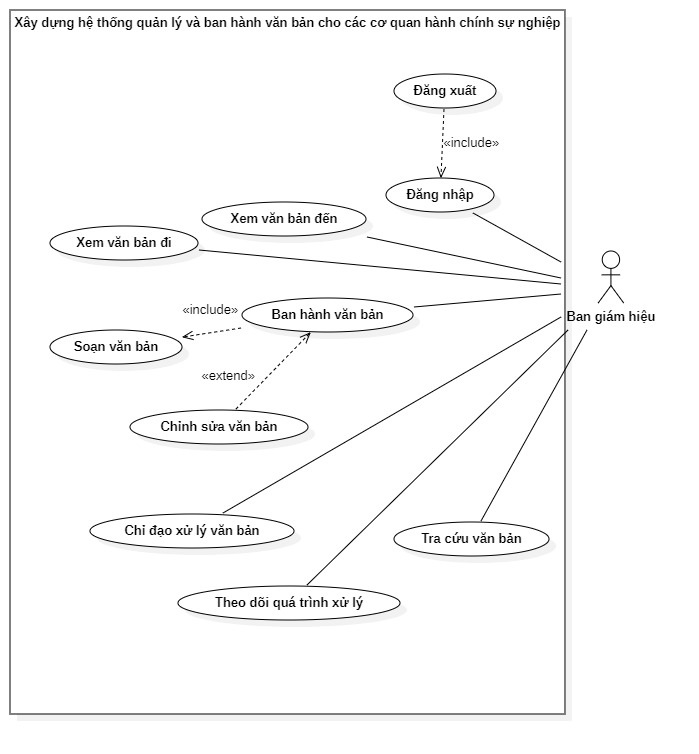 Xây dựng hệ thống quản lý và ban hành văn bản cho các cơ quan hành chính sự nghiệp
Đăng xuất
«include»
Đăng nhập
Xem văn bản đến
Xem văn bản đi
«include»
Ban hành văn bản
Ban giám hiệu
Soạn văn bản
«extend»
Chỉnh sửa văn bản
Chỉ đạo xử lý văn bản
Tra cứu văn bản
Theo dõi quá trình xử lý